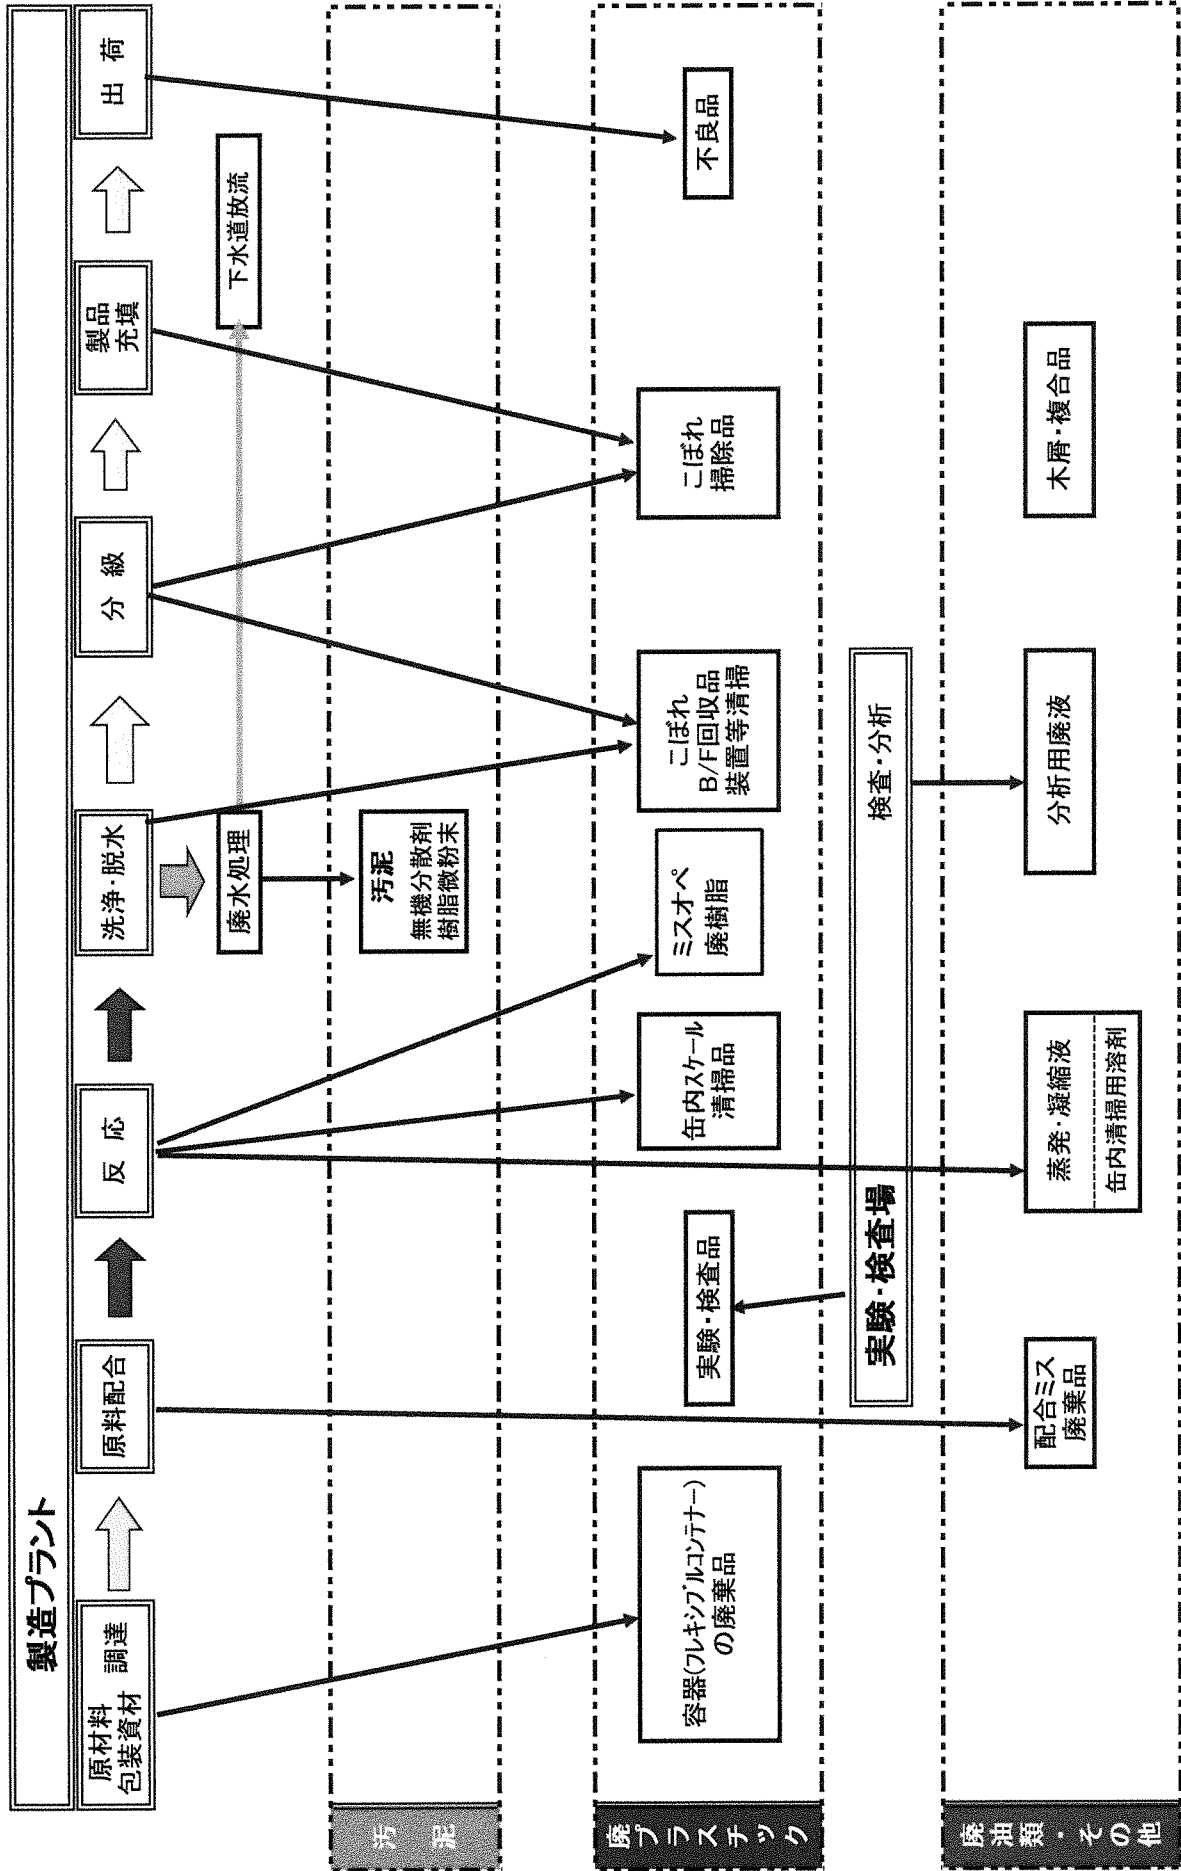 製造プラント
原材料
包装資材
調達
原料配合
反 応
洗浄・脱水
分 級
製品
充填
出 荷
廃水処理
下水道放流
汚 泥
汚泥
無機分散剤
樹脂微粉末
廃プラスチック
容器(フレキシブルコンテナー)
の廃棄品
実験・検査品
缶内スケール
清掃品
ミスオペ
廃樹脂
こぼれ
B/F回収品
装置等清掃
こぼれ
掃除品
不良品
実験・検査場
検査・分析
廃油類・その他
配合ミス
廃棄品
蒸発・凝縮液
缶内清掃用溶剤
分析用廃液
木屑・複合品